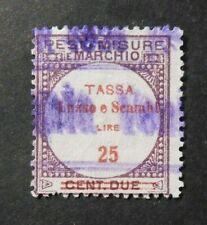 PESI MISURE
E MARCHIO
TASSA
Lusso e Scambi
LIRE
25
CENT. DUE